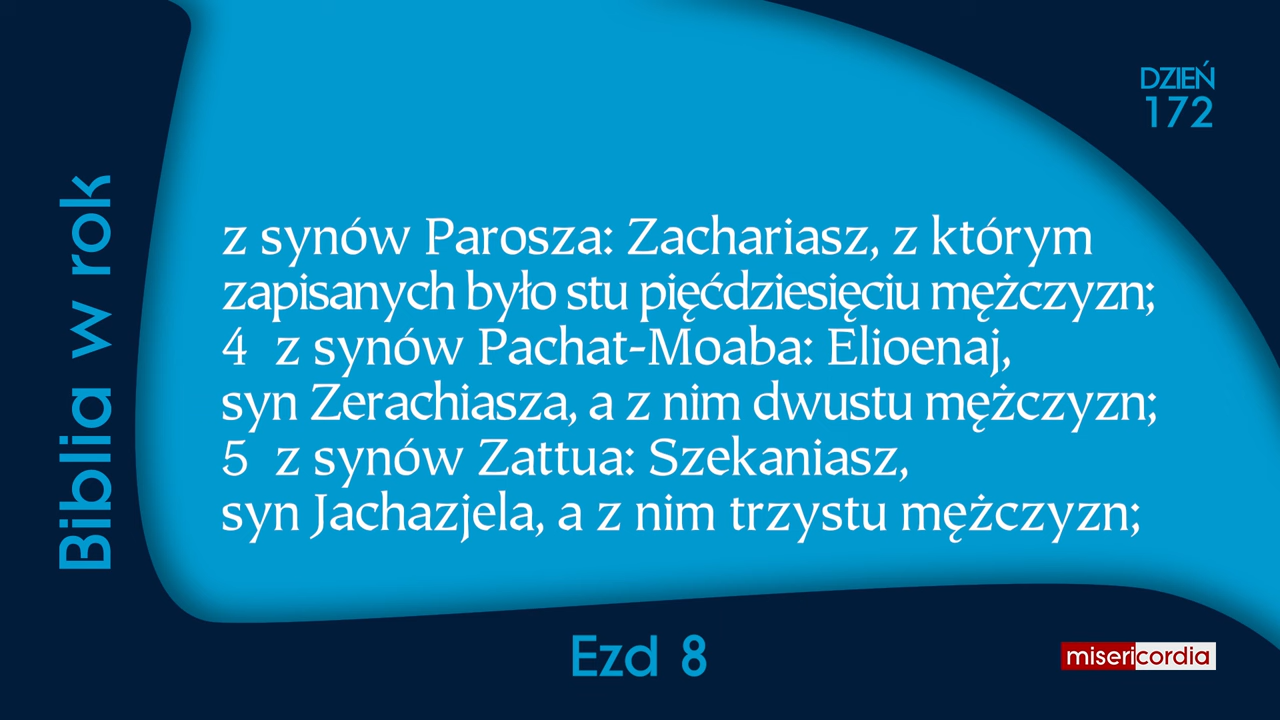 DZIEŃ
172
Biblia w rok
z synów Parosza: Zachariasz, z którym
zapisanych było stu pięćdziesięciu mężczyzn;
4 z synów Pachat-Moaba: Elioenaj,
syn Zerachiasza, a z nim dwustu mężczyzn;
5 z synów Zattua: Szekaniasz,
syn Jachazjela, a z nim trzystu mężczyzn;
Ezd 8
misericordia